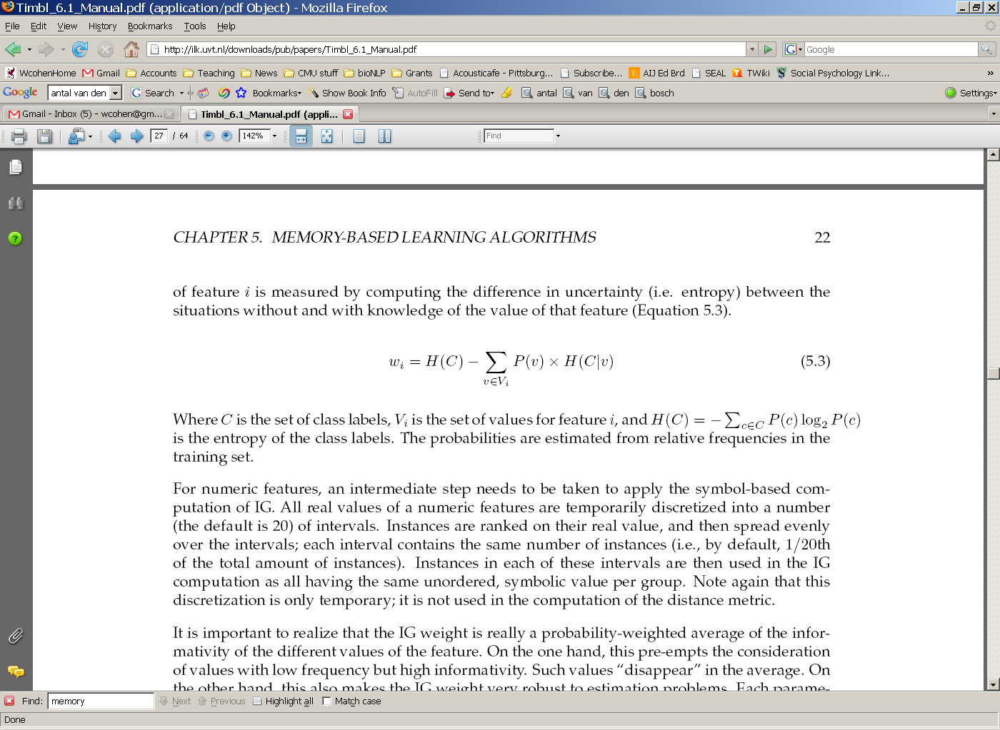 Timbl_6.1_Manual.pdf (application/pdf Object) - Mozilla Firefox
File Edit View History Bookmarks Tools Help
http://ilk.uvt.nl/downloads/pub/papers/Timbl_6.1_Manual.pdf G Google
WcohenHome Gmail Accounts Teaching News CMU stuff bioNLP Grants Acousticafe - Pittsburg... Subscribe... AIJ Ed Brd SEAL TWiki Social Psychology Link... »
Google antal van den G Search Bookmarks Show Book Info AutoFill Send to antal van den bosch Settings
Gmail - Inbox (5) - wcohen@gm... Timbl_6.1_Manual.pdf (appli...
27 / 64 142% Find
CHAPTER 5. MEMORY-BASED LEARNING ALGORITHMS 22
of feature i is measured by computing the difference in uncertainty (i.e. entropy) between the
situations without and with knowledge of the value of that feature (Equation 5.3).
w_i = H(C) − ∑_{v∈V_i} P(v) × H(C|v) (5.3)
Where C is the set of class labels, V_i is the set of values for feature i, and H(C) = − ∑_{c∈C} P(c) log_2 P(c)
is the entropy of the class labels. The probabilities are estimated from relative frequencies in the
training set.
For numeric features, an intermediate step needs to be taken to apply the symbol-based com-
putation of IG. All real values of a numeric features are temporarily discretized into a number
(the default is 20) of intervals. Instances are ranked on their real value, and then spread evenly
over the intervals; each interval contains the same number of instances (i.e., by default, 1/20th
of the total amount of instances). Instances in each of these intervals are then used in the IG
computation as all having the same unordered, symbolic value per group. Note again that this
discretization is only temporary; it is not used in the computation of the distance metric.
It is important to realize that the IG weight is really a probability-weighted average of the infor-
mativity of the different values of the feature. On the one hand, this pre-empts the consideration
of values with low frequency but high informativity. Such values “disappear” in the average. On
the other hand, this also makes the IG weight very robust to estimation problems. Each parame-
Find: memory Next Previous Highlight all Match case
Done